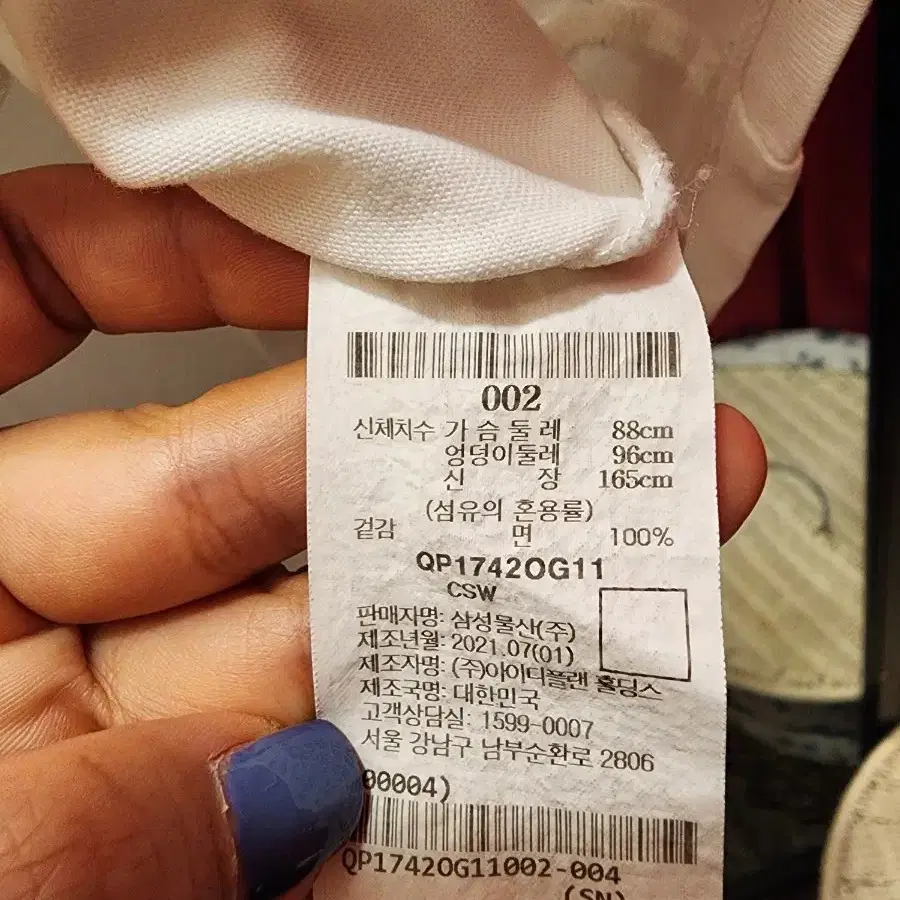 002
신체치수 가 슴 둘 레 88cm
엉덩이둘레 96cm
신 장 165cm
(섬유의 혼용률)
겉감 면 100%
QP1742OG11
CSW
판매자명: 삼성물산(주)
제조년월: 2021.07(01)
제조자명: (주)아이디플랜 홀딩스
제조국명: 대한민국
고객상담실: 1599-0007
서울 강남구 남부순환로 2806
00004)
QP1742OG11002-004
(SN)